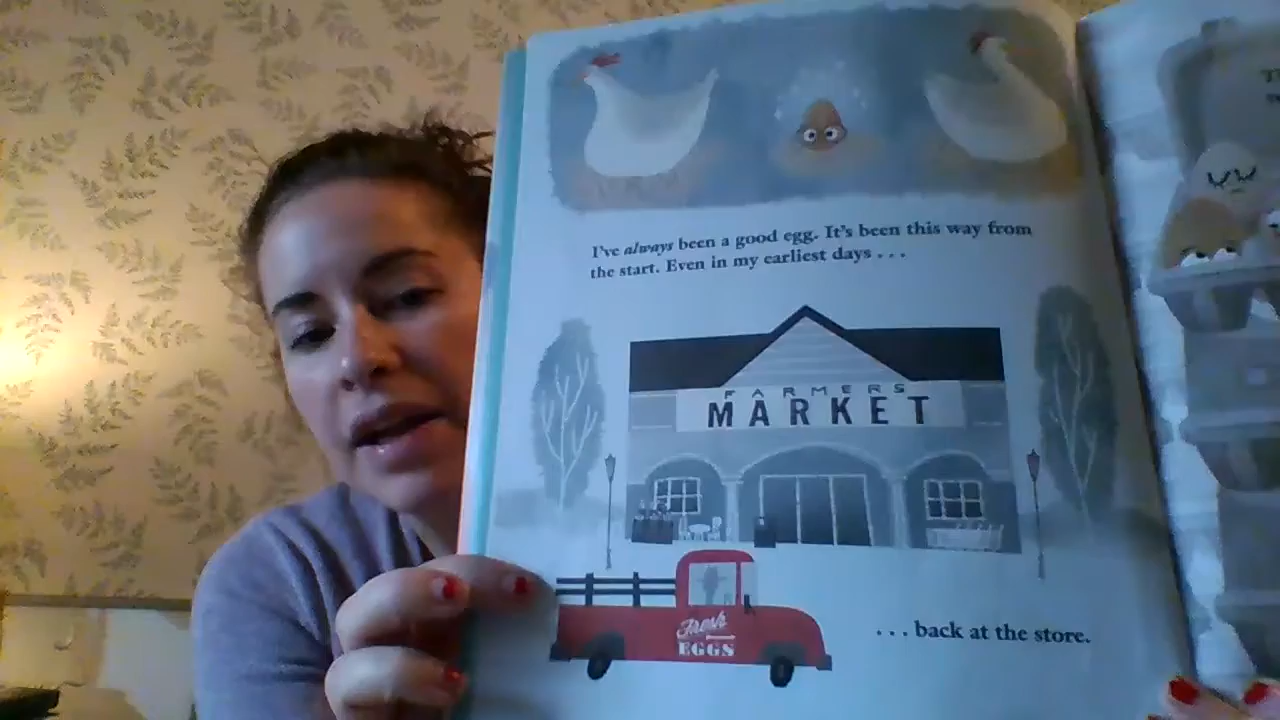 I've always been a good egg. It's been this way from
the start. Even in my earliest days . . .
FARMERS
MARKET
Fresh
EGGS
. . . back at the store.